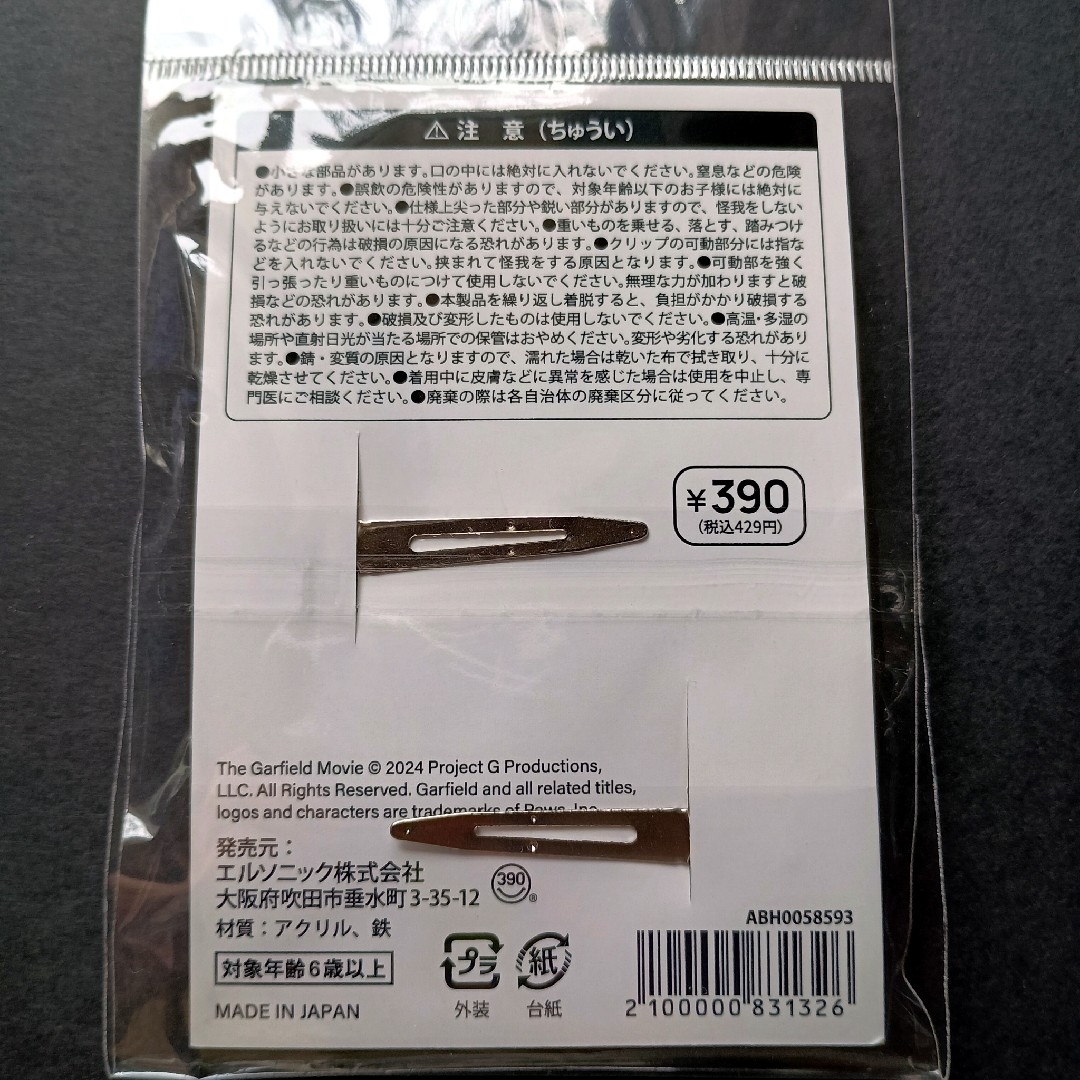 ⚠注 意(ちゅうい)
●小さな部品があります。口の中には絶対に入れないでください。窒息などの危険
があります。●誤飲の危険性がありますので、対象年齢以下のお子様には絶対に
与えないでください。●仕様上尖った部分や鋭い部分がありますので、怪我をしない
ようにお取り扱いには十分ご注意ください。●重いものを乗せる、落とす、踏みつけ
るなどの行為は破損の原因になる恐れがあります。●クリップの可動部分には指な
どを入れないでください。挟まれて怪我をする原因となります。●可動部を強く
引っ張ったり重いものにつけて使用しないでください。無理な力が加わりますと破
損などの恐れがあります。●本製品を繰り返し着脱すると、負担がかかり破損する
恐れがあります。●破損及び変形したものは使用しないでください。●高温・多湿の
場所や直射日光が当たる場所での保管はおやめください。変形や劣化する恐れがあり
ます。●錆・変質の原因となりますので、濡れた場合は乾いた布で拭き取り、十分に
乾燥させてください。●着用中に皮膚などに異常を感じた場合は使用を中止し、専
門医にご相談ください。●廃棄の際は各自治体の廃棄区分に従ってください。
¥390
(税込429円)
The Garfield Movie © 2024 Project G Productions,
LLC. All Rights Reserved. Garfield and all related titles,
logos and characters are trademarks of Paws, Inc.
発売元:
エルソニック株式会社
大阪府吹田市垂水町3-35-12
390®
材質:アクリル、鉄
対象年齢6歳以上
MADE IN JAPAN
プラ
外装
紙
台紙
ABH0058593
2100000831326